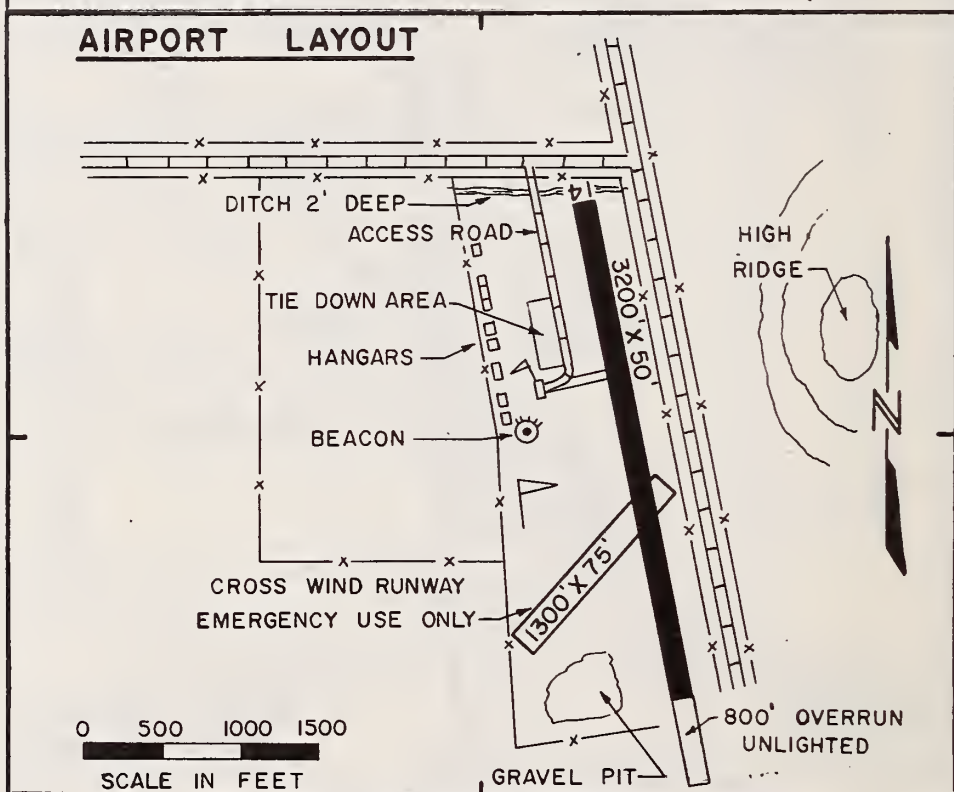 AIRPORT LAYOUT
14
DITCH 2' DEEP
ACCESS ROAD
HIGH
RIDGE
3200' X 50'
TIE DOWN AREA
HANGARS
N
BEACON
CROSS WIND RUNWAY
EMERGENCY USE ONLY
1300' X 75'
0 500 1000 1500
SCALE IN FEET
800' OVERRUN
UNLIGHTED
GRAVEL PIT